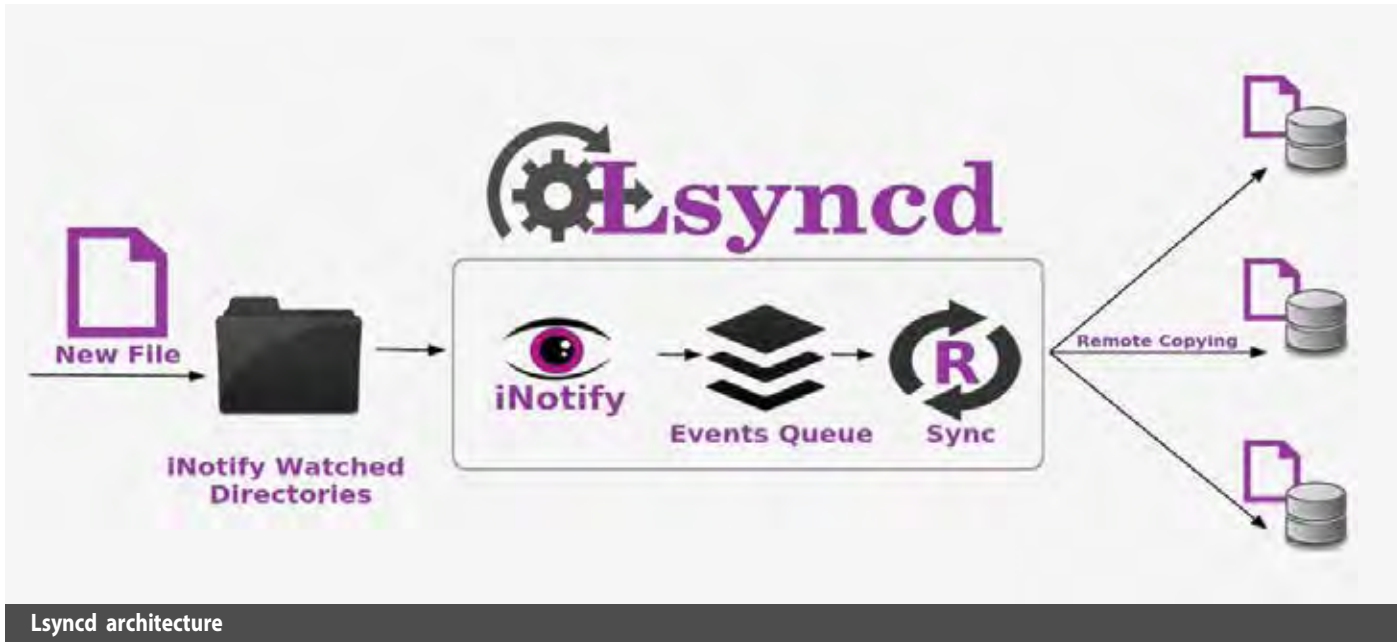 Lsyncd
New File
iNotify Watched
Directories
iNotify
Events Queue
R
Sync
Remote Copying
Lsyncd architecture